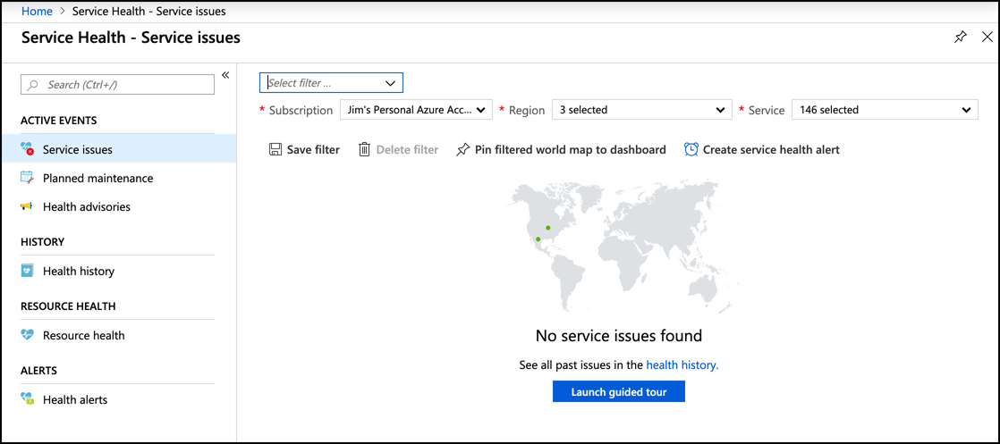 Home > Service Health - Service issues
Service Health - Service issues
Search (Ctrl+/)
«
ACTIVE EVENTS
Service issues
Planned maintenance
Health advisories
HISTORY
Health history
RESOURCE HEALTH
Resource health
ALERTS
Health alerts
Select filter ...
* Subscription Jim's Personal Azure Acc... * Region 3 selected * Service 146 selected
Save filter Delete filter Pin filtered world map to dashboard Create service health alert
No service issues found
See all past issues in the health history.
Launch guided tour